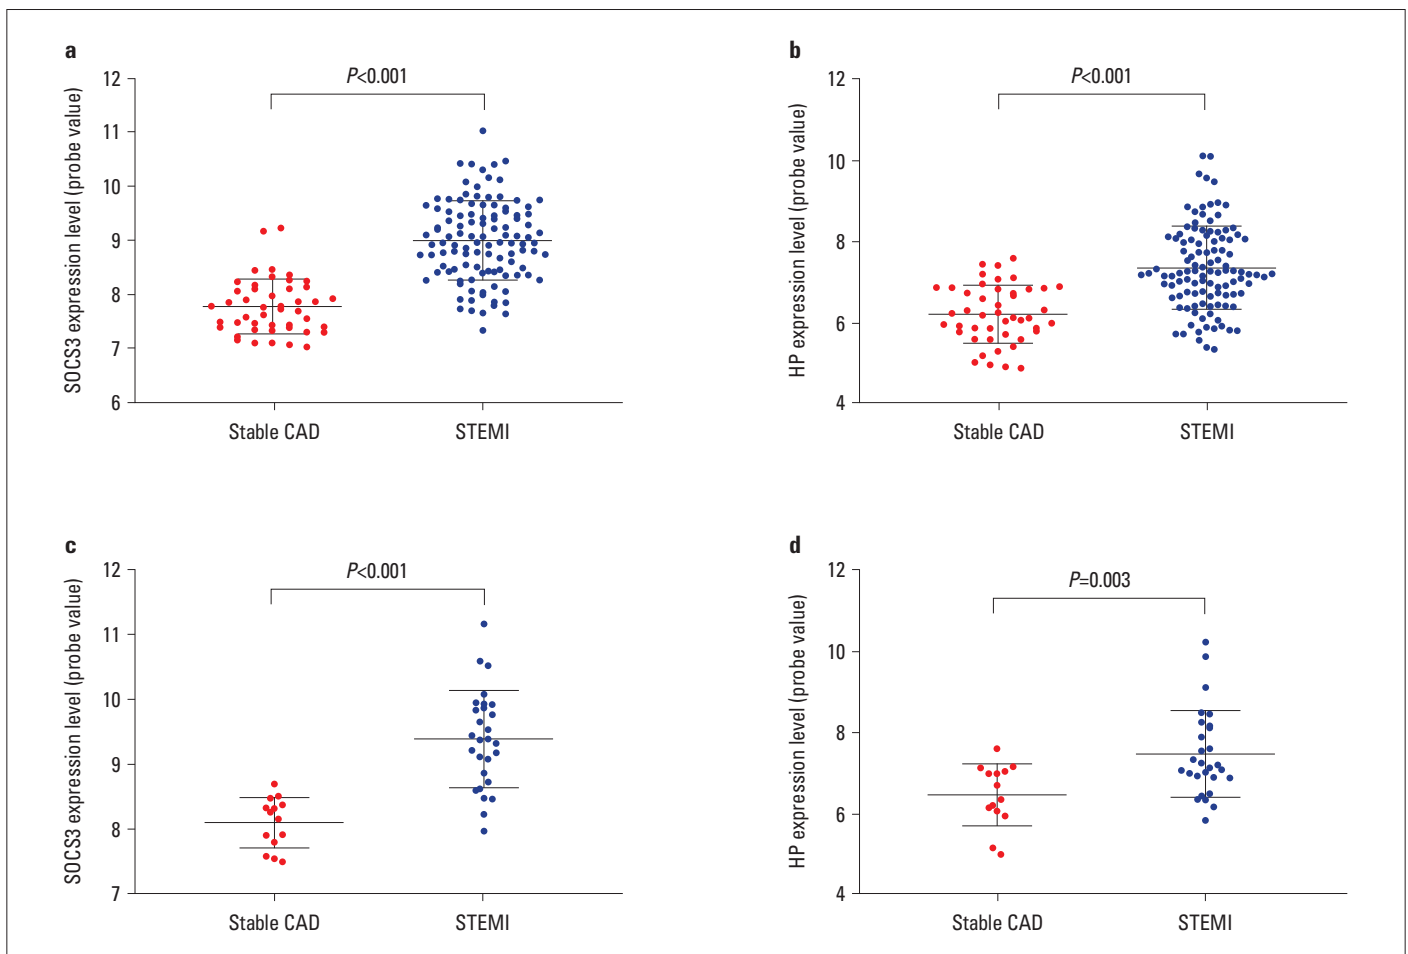 a
P<0.001
SOCS3 expression level (probe value)
12
11
10
9
8
7
6
Stable CAD
STEMI
b
P<0.001
HP expression level (probe value)
12
10
8
6
4
Stable CAD
STEMI
c
P<0.001
SOCS3 expression level (probe value)
12
11
10
9
8
7
Stable CAD
STEMI
d
P=0.003
HP expression level (probe value)
12
10
8
6
4
Stable CAD
STEMI